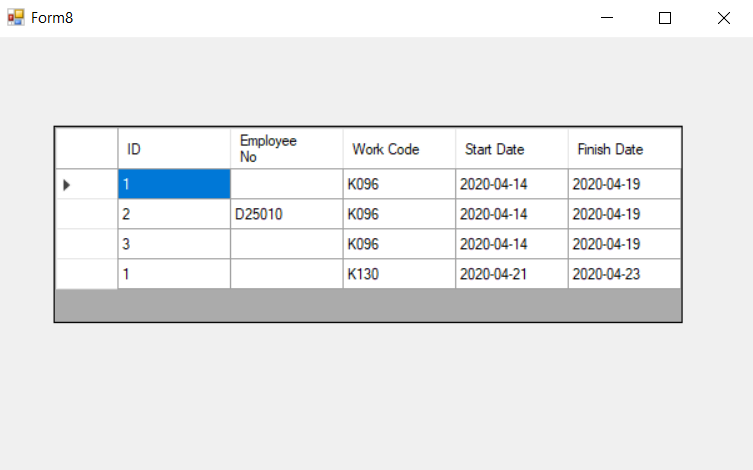 Form8
ID Employee No Work Code Start Date Finish Date
1 K096 2020-04-14 2020-04-19
2 D25010 K096 2020-04-14 2020-04-19
3 K096 2020-04-14 2020-04-19
1 K130 2020-04-21 2020-04-23